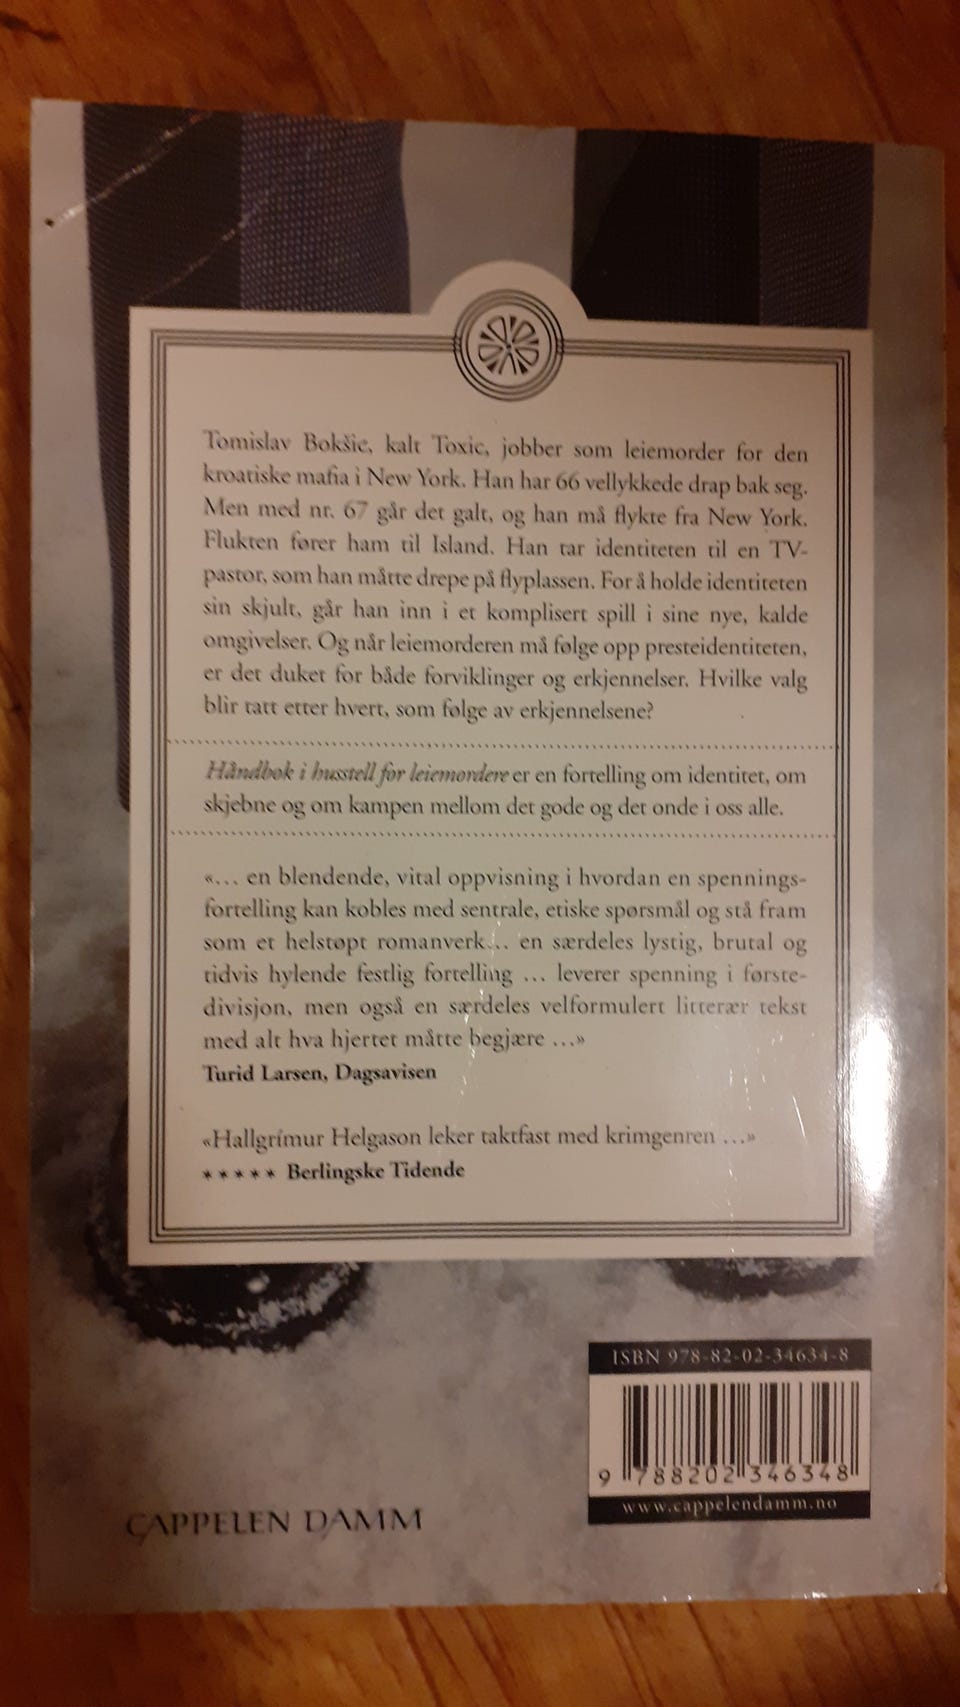 Tomislav Bokšic, kalt Toxic, jobber som leiemorder for den
kroatiske mafia i New York. Han har 66 vellykkede drap bak seg.
Men med nr. 67 går det galt, og han må flykte fra New York.
Flukten fører ham til Island. Han tar identiteten til en TV-
pastor, som han måtte drepe på flyplassen. For å holde identiteten
sin skjult, går han inn i et komplisert spill i sine nye, kalde
omgivelser. Og når leiemorderen må følge opp presteidentiteten,
er det duket for både forviklinger og erkjennelser. Hvilke valg
blir tatt etter hvert, som følge av erkjennelsene?
Håndbok i husstell for leiemordere er en fortelling om identitet, om
skjebne og om kampen mellom det gode og det onde i oss alle.
«... en blendende, vital oppvisning i hvordan en spennings-
fortelling kan kobles med sentrale, etiske spørsmål og stå fram
som et helstøpt romanverk... en særdeles lystig, brutal og
tidvis hylende festlig fortelling ... leverer spenning i første-
divisjon, men også en særdeles velformulert litterær tekst
med alt hva hjertet måtte begjære ...»
Turid Larsen, Dagsavisen
«Hallgrímur Helgason leker taktfast med krimgenren ...»
★★★★★ Berlingske Tidende
ISBN 978-82-02-34634-8
9 788202 346348
www.cappelendamm.no
CAPPELEN DAMM